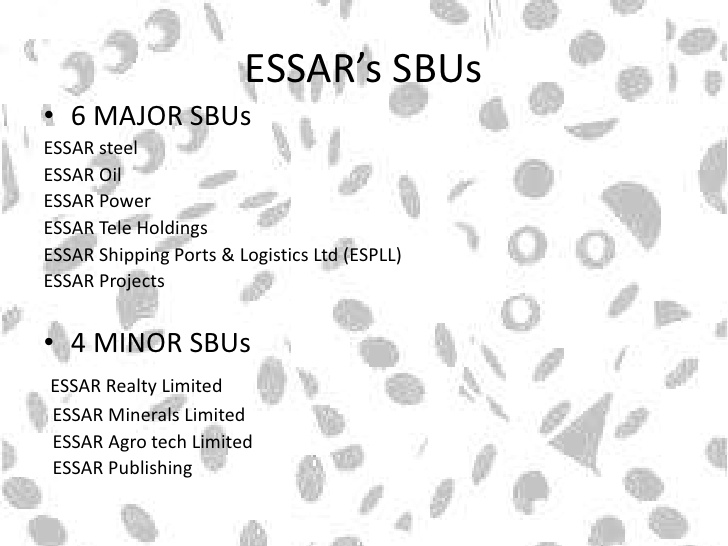 ESSAR’s SBUs
• 6 MAJOR SBUs
ESSAR steel
ESSAR Oil
ESSAR Power
ESSAR Tele Holdings
ESSAR Shipping Ports & Logistics Ltd (ESPLL)
ESSAR Projects
• 4 MINOR SBUs
ESSAR Realty Limited
ESSAR Minerals Limited
ESSAR Agro tech Limited
ESSAR Publishing